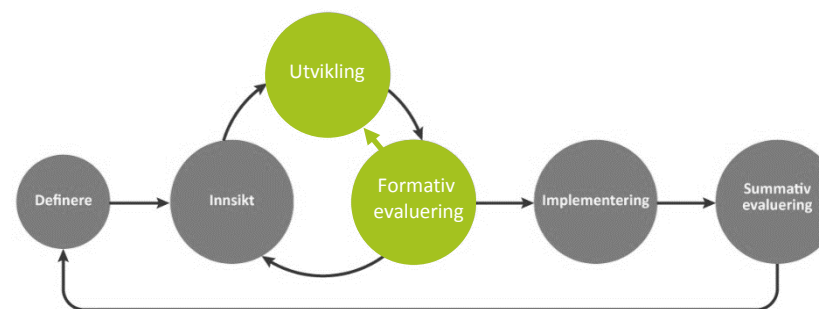 Utvikling
Definere
Innsikt
Formativ
evaluering
Implementering
Summativ
evaluering